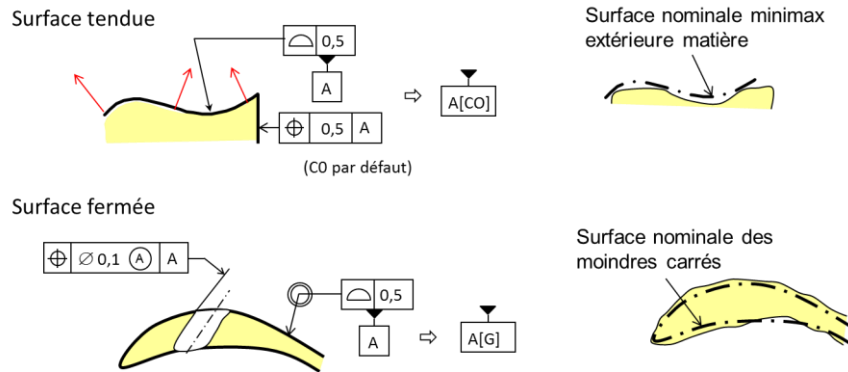 Surface tendue
⌓ 0,5
A
⇨
A[CO]
⌖ 0,5 A
(C0 par défaut)
Surface nominale minimax
extérieure matière
Surface fermée
⌖ ∅ 0,1 Ⓐ A
⌓ 0,5
A
⇨
A[G]
Surface nominale des
moindres carrés